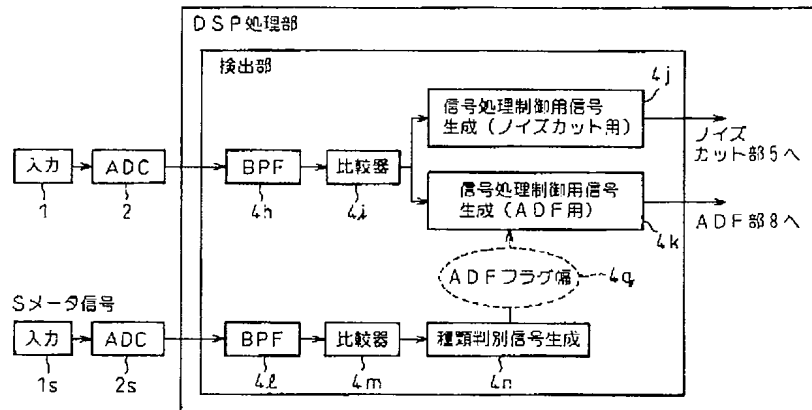 DSP処理部
検出部
4j
信号処理制御用信号
生成(ノイズカット用)
ノイズ
カット部5へ
入力
ADC
BPF
比較器
1
2
4h
4i
信号処理制御用信号
生成(ADF用)
4k
ADF部8へ
ADFフラグ幅
4q
Sメータ信号
入力
ADC
BPF
比較器
種類判別信号生成
1s
2s
4l
4m
4n